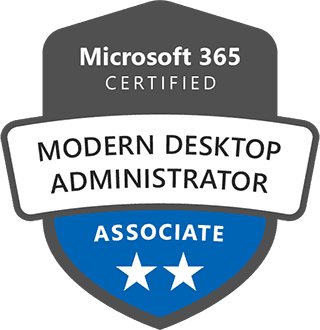 Microsoft 365
CERTIFIED
MODERN DESKTOP
ADMINISTRATOR
ASSOCIATE